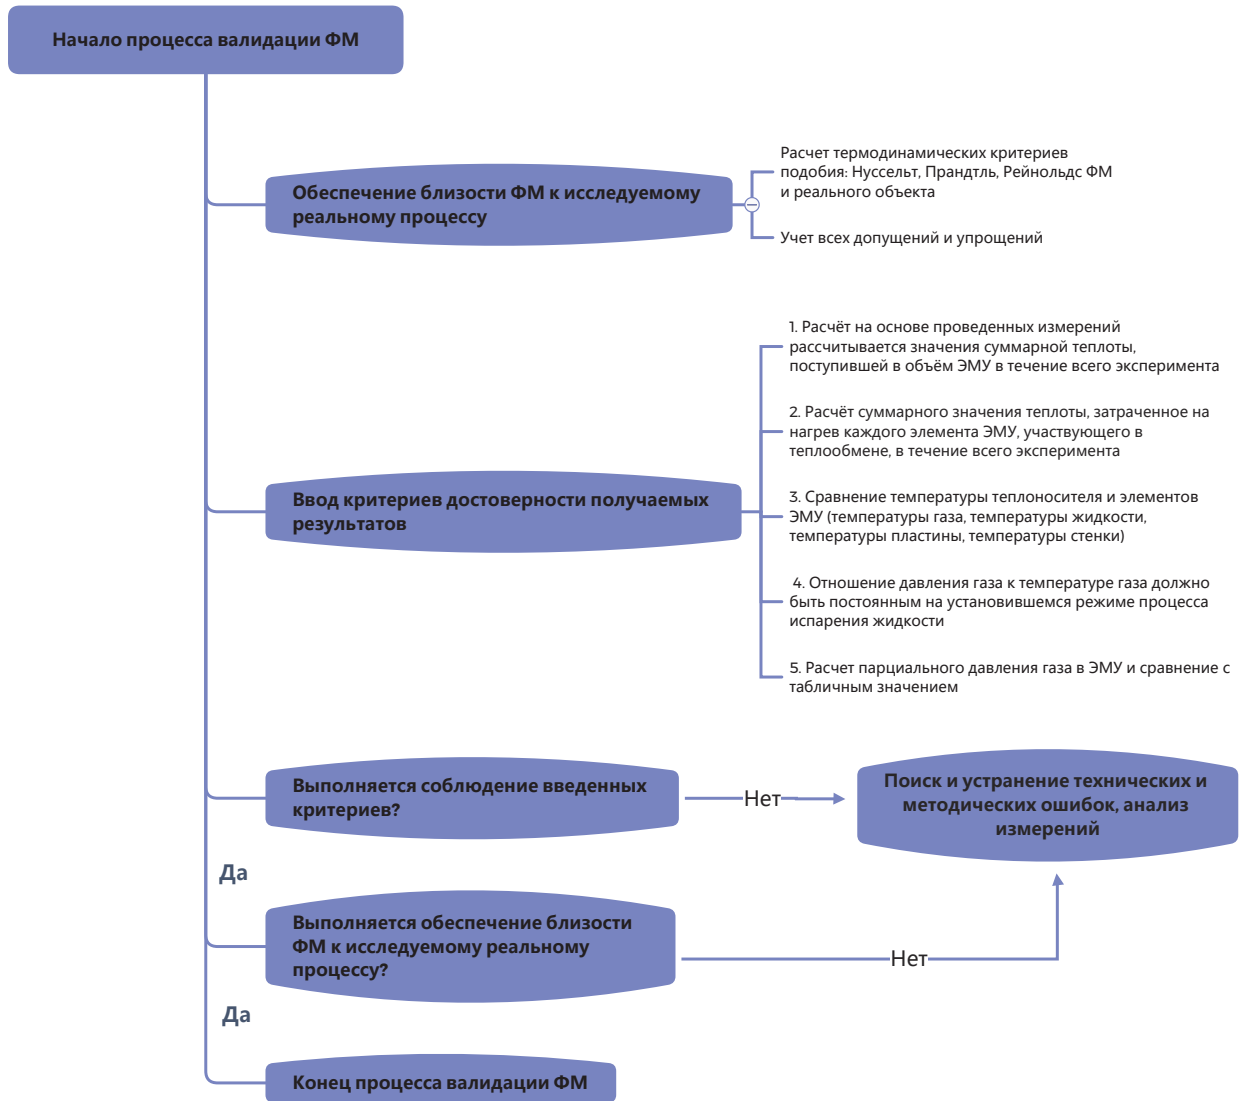 Начало процесса валидации ФМ
Обеспечение близости ФМ к исследуемому
реальному процессу
Расчет термодинамических критериев
подобия: Нуссельт, Прандтль, Рейнольдс ФМ
и реального объекта
Учет всех допущений и упрощений
Ввод критериев достоверности получаемых
результатов
1. Расчёт на основе проведенных измерений
рассчитывается значения суммарной теплоты,
поступившей в объём ЭМУ в течение всего эксперимента
2. Расчёт суммарного значения теплоты, затраченное на
нагрев каждого элемента ЭМУ, участвующего в
теплообмене, в течение всего эксперимента
3. Сравнение температуры теплоносителя и элементов
ЭМУ (температуры газа, температуры жидкости,
температуры пластины, температуры стенки)
4. Отношение давления газа к температуре газа должно
быть постоянным на установившемся режиме процесса
испарения жидкости
5. Расчет парциального давления газа в ЭМУ и сравнение с
табличным значением
Выполняется соблюдение введенных
критериев?
Нет
Поиск и устранение технических и
методических ошибок, анализ
измерений
Да
Выполняется обеспечение близости
ФМ к исследуемому реальному
процессу?
Нет
Да
Конец процесса валидации ФМ